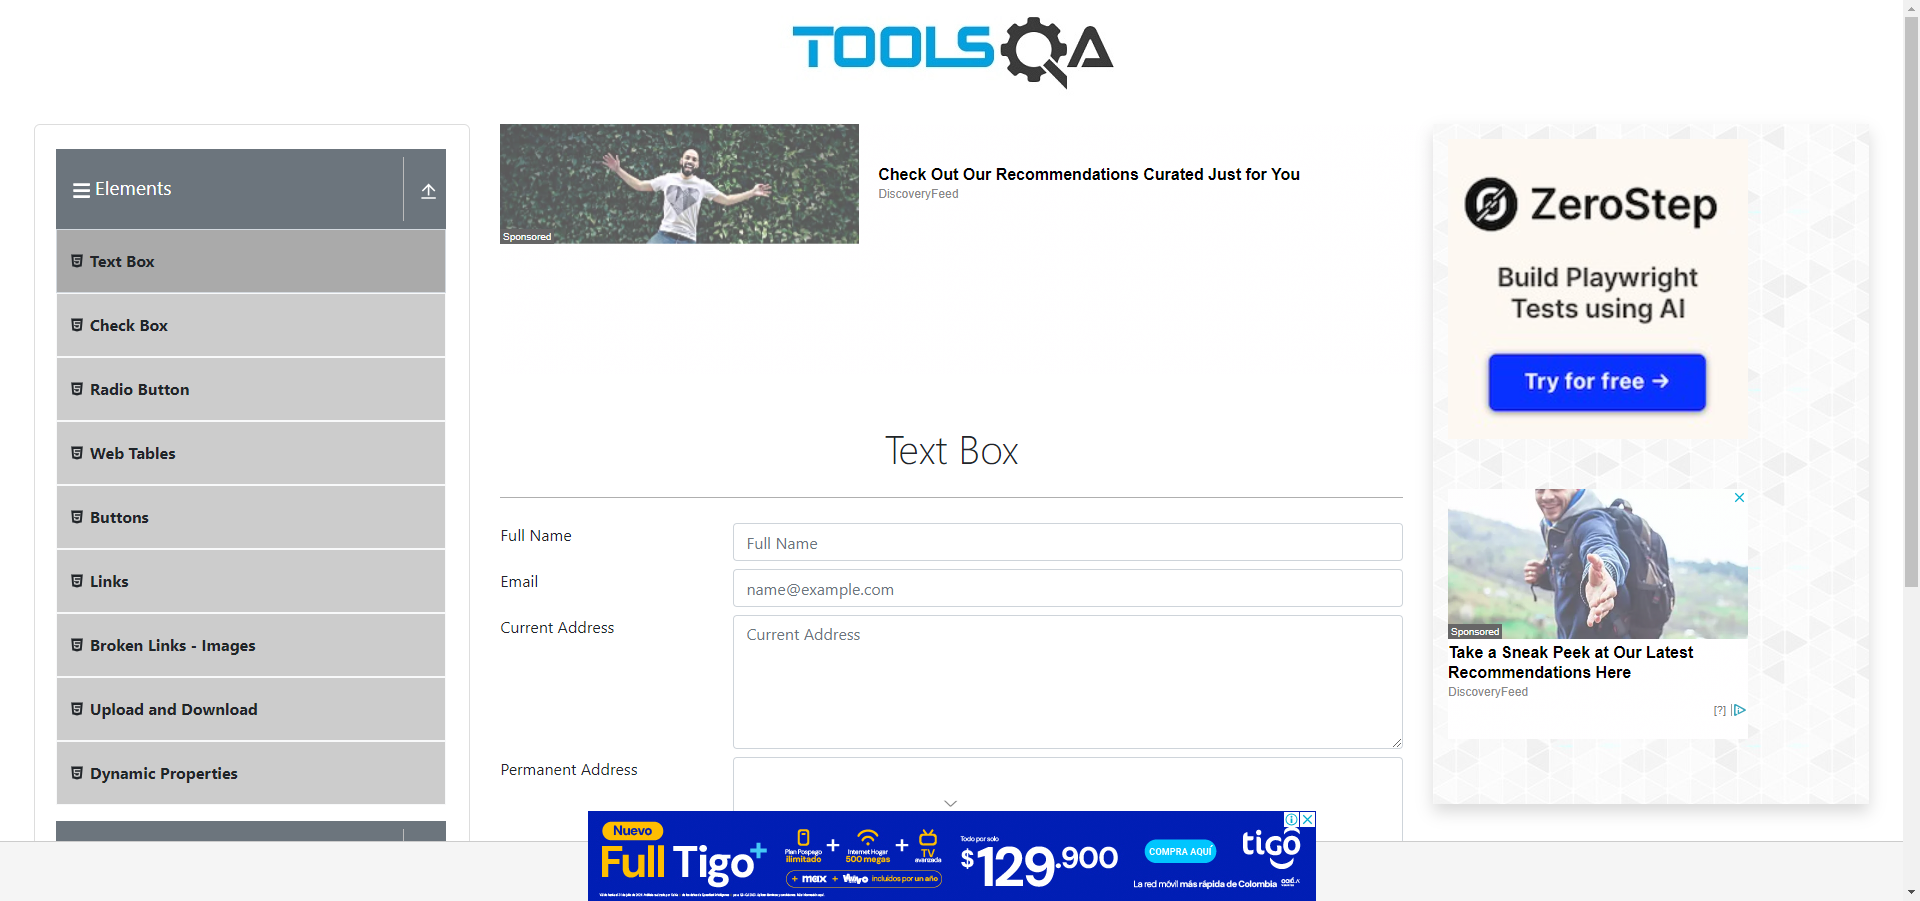 TOOLSQA
Elements
Text Box
Check Box
Radio Button
Web Tables
Buttons
Links
Broken Links - Images
Upload and Download
Dynamic Properties
Sponsored
Check Out Our Recommendations Curated Just for You
DiscoveryFeed
Text Box
Full Name
Full Name
Email
name@example.com
Current Address
Current Address
Permanent Address
ZeroStep
Build Playwright
Tests using AI
Try for free →
Sponsored
Take a Sneak Peek at Our Latest
Recommendations Here
DiscoveryFeed
[?]
Nuevo
Full Tigo+
Plan Pospago
ilimitado
+
Internet Hogar
500 megas
+
TV
avanzada
+ max + Win+o incluidos por un año
Todo por solo
$129.900
COMPRA AQUÍ
tigo
La red móvil más rápida de Colombia